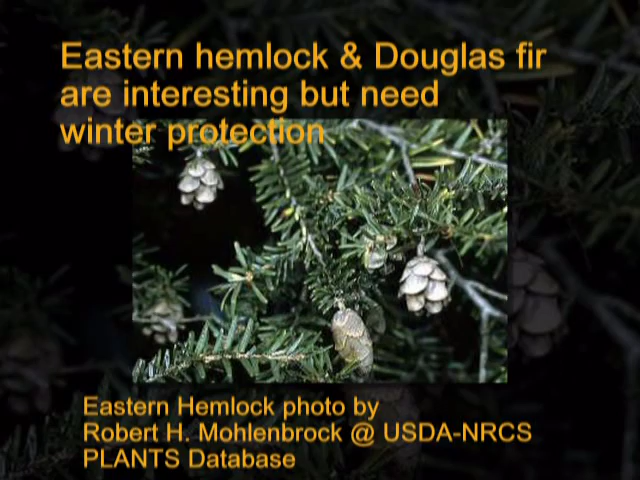 Eastern hemlock & Douglas fir
are interesting but need
winter protection.
Eastern Hemlock photo by
Robert H. Mohlenbrock @ USDA-NRCS
PLANTS Database